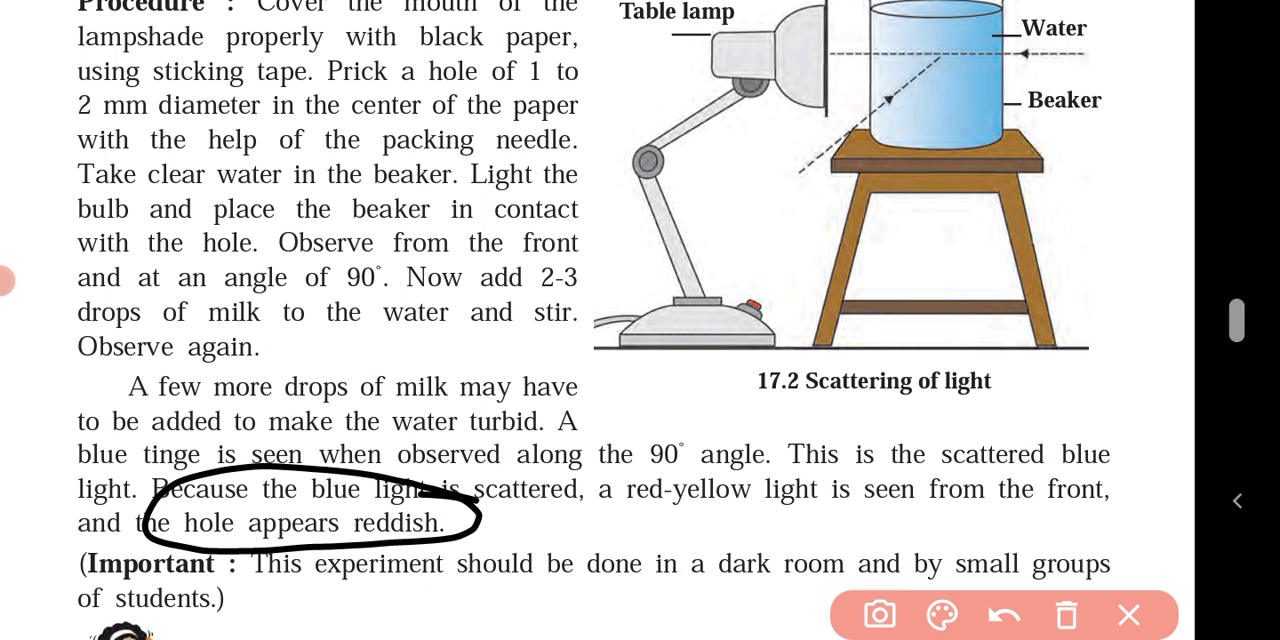 Procedure : Cover the mouth of the
lampshade properly with black paper,
using sticking tape. Prick a hole of 1 to
2 mm diameter in the center of the paper
with the help of the packing needle.
Take clear water in the beaker. Light the
bulb and place the beaker in contact
with the hole. Observe from the front
and at an angle of 90°. Now add 2-3
drops of milk to the water and stir.
Observe again.
Table lamp
Water
Beaker
17.2 Scattering of light
A few more drops of milk may have
to be added to make the water turbid. A
blue tinge is seen when observed along the 90° angle. This is the scattered blue
light. Because the blue light is scattered, a red-yellow light is seen from the front,
and the hole appears reddish.
(Important : This experiment should be done in a dark room and by small groups
of students.)